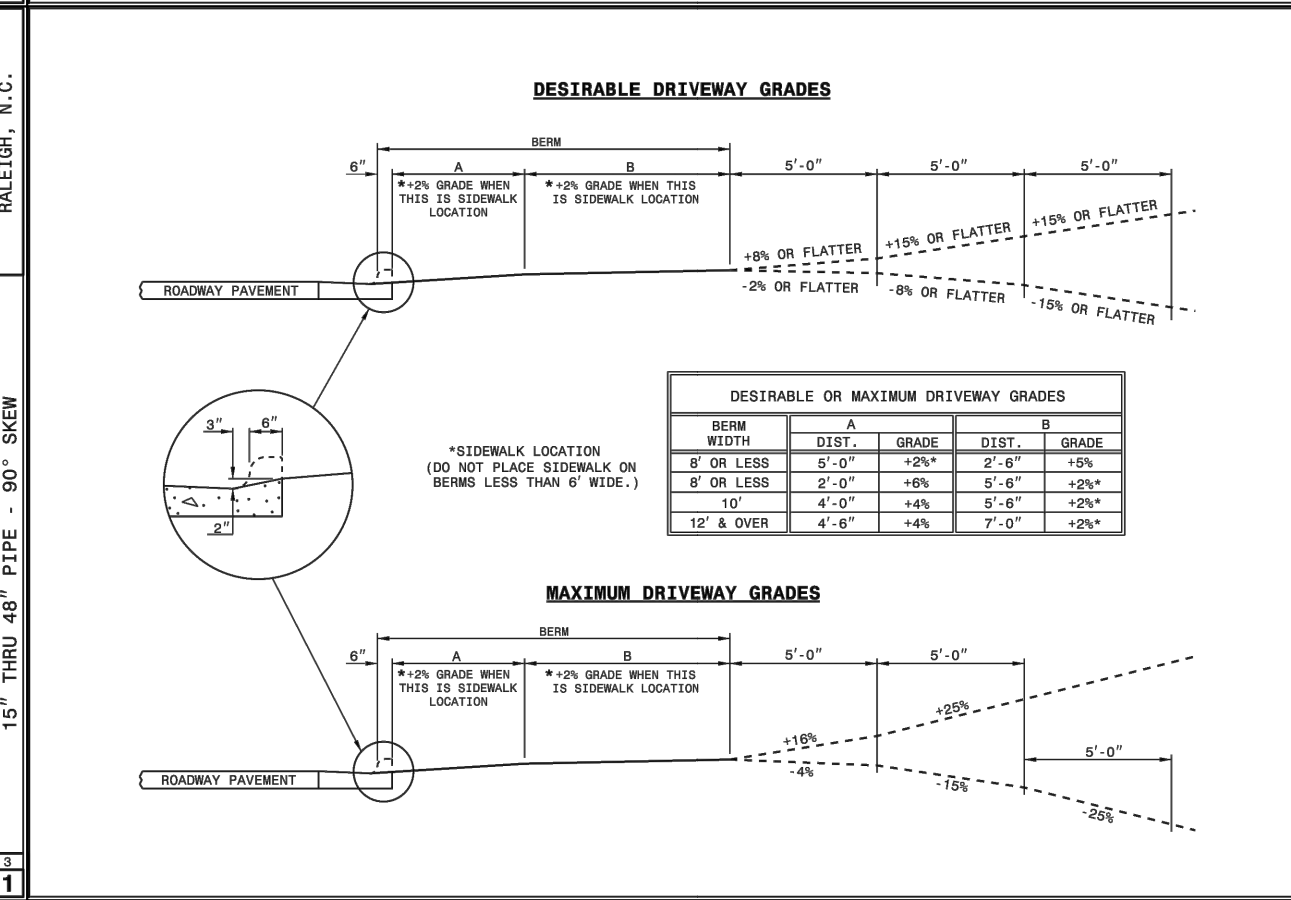 RALEIGH, N.C.
15" THRU 48" PIPE - 90° SKEW
3
1
DESIRABLE DRIVEWAY GRADES
BERM
6" A B 5'-0" 5'-0" 5'-0"
*+2% GRADE WHEN
THIS IS SIDEWALK
LOCATION
*+2% GRADE WHEN THIS
IS SIDEWALK LOCATION
+8% OR FLATTER
+15% OR FLATTER
+15% OR FLATTER
-2% OR FLATTER
-8% OR FLATTER
-15% OR FLATTER
ROADWAY PAVEMENT
3" 6"
2"
*SIDEWALK LOCATION
(DO NOT PLACE SIDEWALK ON
BERMS LESS THAN 6' WIDE.)
DESIRABLE OR MAXIMUM DRIVEWAY GRADES
BERM WIDTH A B
DIST. GRADE DIST. GRADE
8' OR LESS 5'-0" +2%* 2'-6" +5%
8' OR LESS 2'-0" +6% 5'-6" +2%*
10' 4'-0" +4% 5'-6" +2%*
12' & OVER 4'-6" +4% 7'-0" +2%*
MAXIMUM DRIVEWAY GRADES
BERM
6" A B 5'-0" 5'-0"
*+2% GRADE WHEN
THIS IS SIDEWALK
LOCATION
*+2% GRADE WHEN THIS
IS SIDEWALK LOCATION
+16%
+25%
5'-0"
-4%
-15%
-25%
ROADWAY PAVEMENT